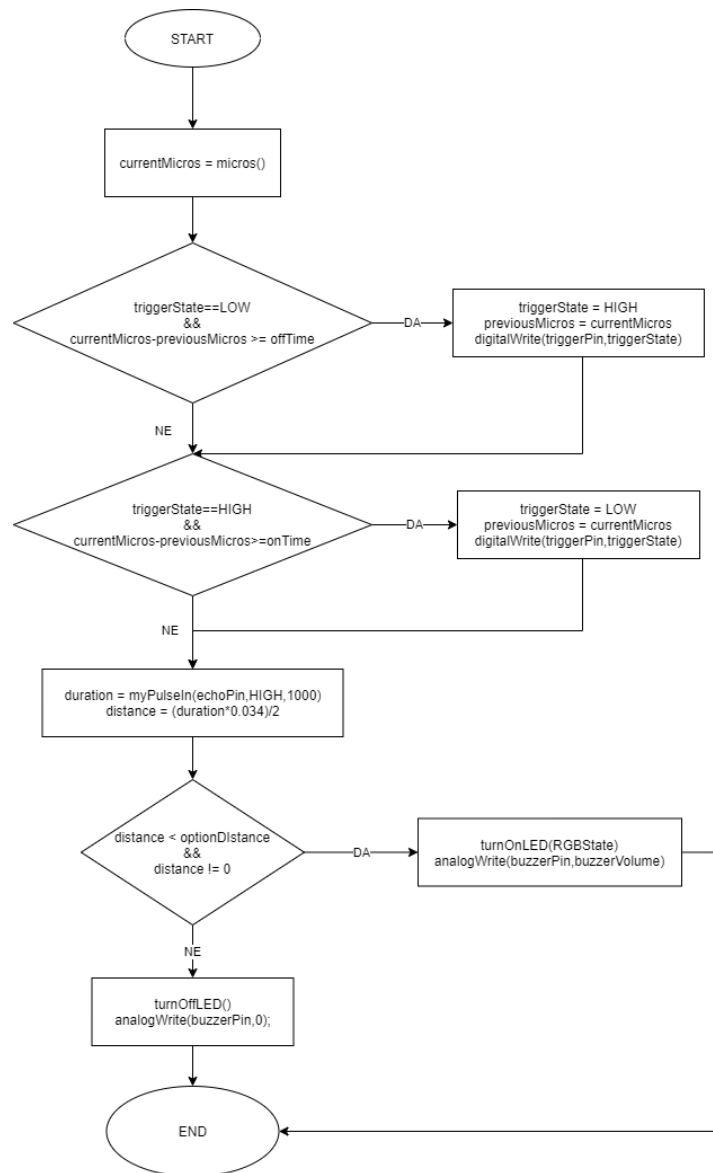 START
currentMicros = micros()
triggerState==LOW
&&
currentMicros-previousMicros >= offTime
DA
triggerState = HIGH
previousMicros = currentMicros
digitalWrite(triggerPin,triggerState)
NE
triggerState==HIGH
&&
currentMicros-previousMicros>=onTime
DA
triggerState = LOW
previousMicros = currentMicros
digitalWrite(triggerPin,triggerState)
NE
duration = myPulseIn(echoPin,HIGH,1000)
distance = (duration*0.034)/2
distance < optionDIstance
&&
distance != 0
DA
turnOnLED(RGBState)
analogWrite(buzzerPin,buzzerVolume)
NE
turnOffLED()
analogWrite(buzzerPin,0);
END